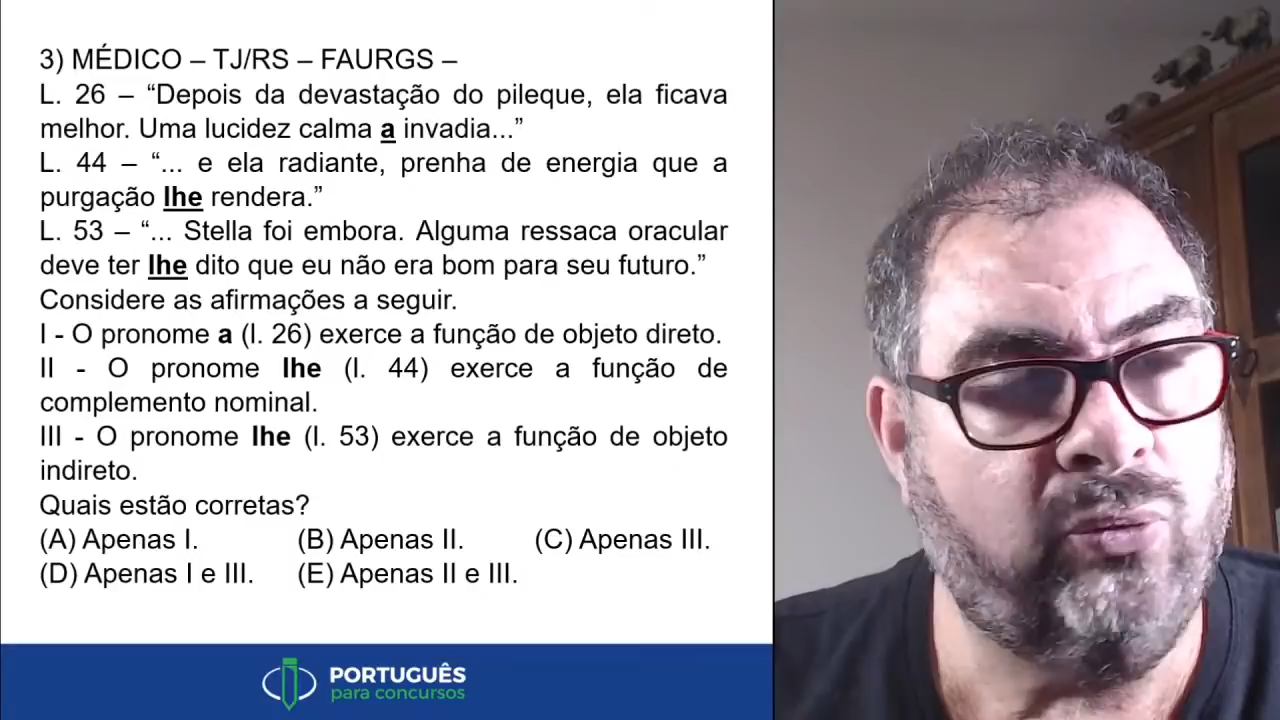 3) MÉDICO – TJ/RS – FAURGS –
L. 26 – “Depois da devastação do pileque, ela ficava
melhor. Uma lucidez calma a invadia...”
L. 44 – “... e ela radiante, prenha de energia que a
purgação lhe rendera.”
L. 53 – “... Stella foi embora. Alguma ressaca oracular
deve ter lhe dito que eu não era bom para seu futuro.”
Considere as afirmações a seguir.
I - O pronome a (l. 26) exerce a função de objeto direto.
II - O pronome lhe (l. 44) exerce a função de
complemento nominal.
III - O pronome lhe (l. 53) exerce a função de objeto
indireto.
Quais estão corretas?
(A) Apenas I. (B) Apenas II. (C) Apenas III.
(D) Apenas I e III. (E) Apenas II e III.
PORTUGUÊS
para concursos